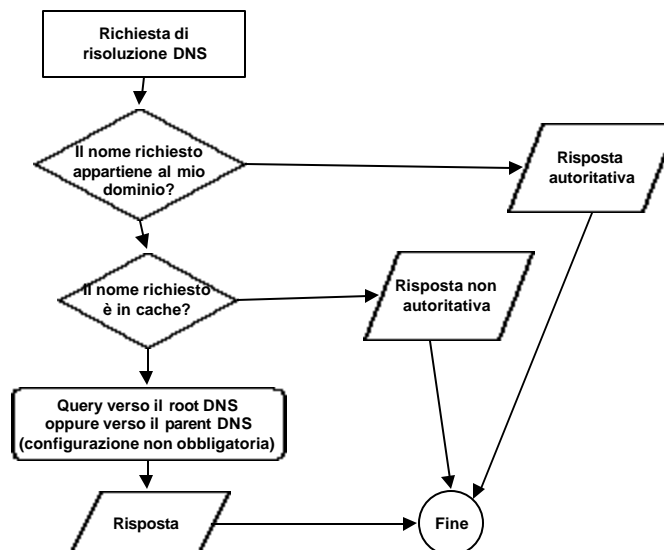 Richiesta di
risoluzione DNS
Il nome richiesto
appartiene al mio
dominio?
Risposta
autoritativa
Il nome richiesto
è in cache?
Risposta non
autoritativa
Query verso il root DNS
oppure verso il parent DNS
(configurazione non obbligatoria)
Risposta
Fine